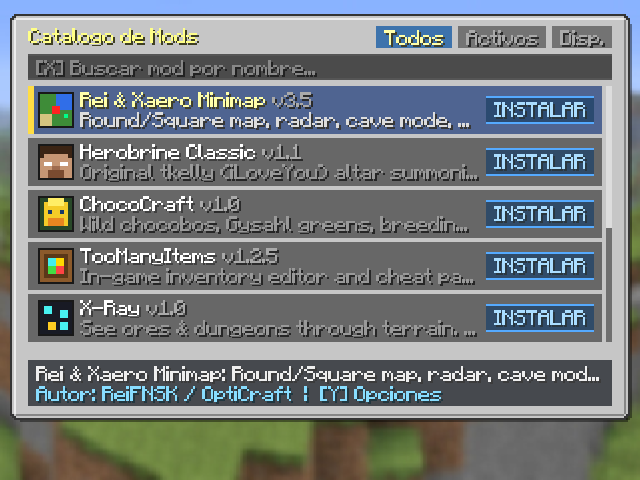 Catalogo de Mods
Todos Activos Disp.
[X] Buscar mod por nombre...
Rei & Xaero Minimap v3.5
Round/Square map, radar, cave mode, ...
INSTALAR
Herobrine Classic v1.1
Original tkelly (iLoveYou) altar summoni...
INSTALAR
ChocoCraft v1.0
Wild chocobos, Gysahl greens, breedin...
INSTALAR
TooManyItems v1.2.5
In-game inventory editor and cheat pa...
INSTALAR
X-Ray v1.0
See ores & dungeons through terrain. ...
INSTALAR
Rei & Xaero Minimap: Round/Square map, radar, cave mod...
Autor: ReiFNSK / OptiCraft | [Y] Opciones